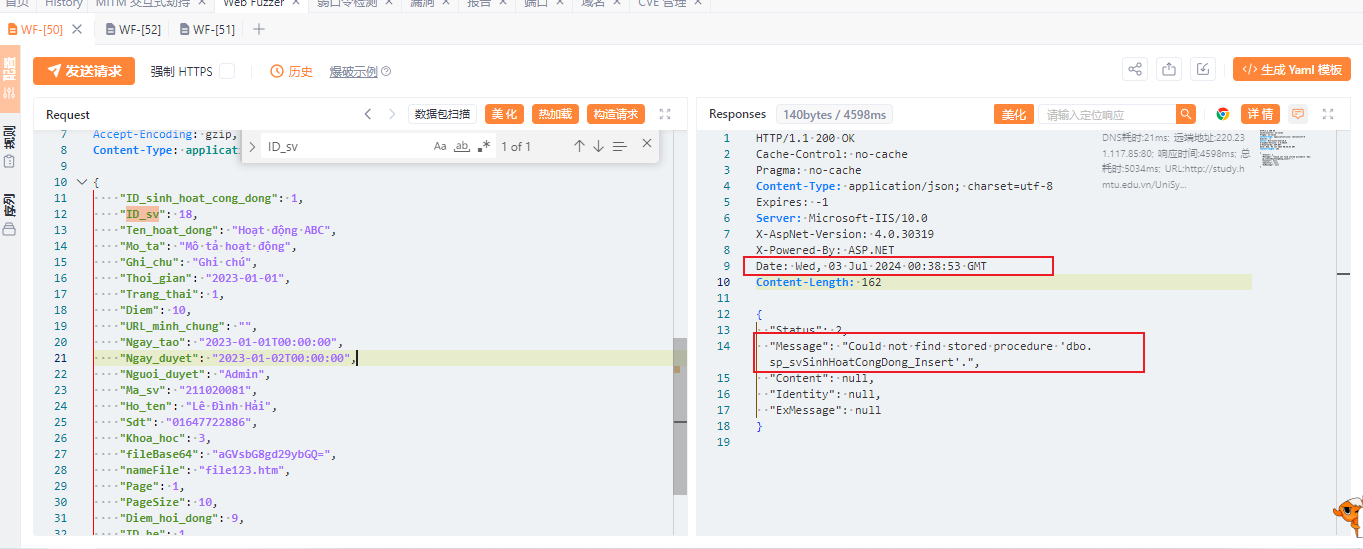 首页 History MITM 交互式劫持 Web Fuzzer 弱口令检测 漏洞 报告 端口 域名 CVE 管理
WF-[50] WF-[52] WF-[51]
发送请求 强制 HTTPS 历史 爆破示例 生成 Yaml 模板
规则
序列
Request 数据包扫描 美化 热加载 构造请求
ID_sv Aa ab 1 of 1
7 Accept-Encoding: gzip,
8 Content-Type: applicati
9
10 {
11 "ID_sinh_hoat_cong_dong": 1,
12 "ID_sv": 18,
13 "Ten_hoat_dong": "Hoạt động ABC",
14 "Mo_ta": "Mô tả hoạt động",
15 "Ghi_chu": "Ghi chú",
16 "Thoi_gian": "2023-01-01",
17 "Trang_thai": 1,
18 "Diem": 10,
19 "URL_minh_chung": "",
20 "Ngay_tao": "2023-01-01T00:00:00",
21 "Ngay_duyet": "2023-01-02T00:00:00",
22 "Nguoi_duyet": "Admin",
23 "Ma_sv": "211020081",
24 "Ho_ten": "Lê Đình Hải",
25 "Sdt": "01647722886",
26 "Khoa_hoc": 3,
27 "fileBase64": "aGVsbG8gd29ybGQ=",
28 "nameFile": "file123.htm",
29 "Page": 1,
30 "PageSize": 10,
31 "Diem_hoi_dong": 9,
32 "ID_he": 1
Responses 140bytes / 4598ms 美化 请输入定位响应 详情
1 HTTP/1.1 200 OK
2 Cache-Control: no-cache
3 Pragma: no-cache
4 Content-Type: application/json; charset=utf-8
5 Expires: -1
6 Server: Microsoft-IIS/10.0
7 X-AspNet-Version: 4.0.30319
8 X-Powered-By: ASP.NET
9 Date: Wed, 03 Jul 2024 00:38:53 GMT
10 Content-Length: 162
11
12 {
13 "Status": 2,
14 "Message": "Could not find stored procedure 'dbo.
sp_svSinhHoatCongDong_Insert'.",
15 "Content": null,
16 "Identity": null,
17 "ExMessage": null
18 }
19
DNS耗时:21ms; 远端地址:220.23
1.117.85:80; 响应时间:4598ms; 总
耗时:5034ms; URL:http://study.h
mtu.edu.vn/UniSy...